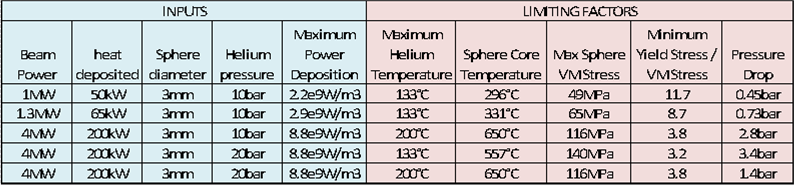 INPUTS LIMITING FACTORS
Beam Power heat deposited Sphere diameter Helium pressure Maximum Power Deposition Maximum Helium Temperature Sphere Core Temperature Max Sphere VM Stress Minimum Yield Stress / VM Stress Pressure Drop
1MW 50kW 3mm 10bar 2.2e9W/m3 133°C 296°C 49MPa 11.7 0.45bar
1.3MW 65kW 3mm 10bar 2.9e9W/m3 133°C 331°C 65MPa 8.7 0.73bar
4MW 200kW 3mm 10bar 8.8e9W/m3 200°C 650°C 116MPa 3.8 2.8bar
4MW 200kW 3mm 20bar 8.8e9W/m3 133°C 557°C 140MPa 3.2 3.4bar
4MW 200kW 3mm 20bar 8.8e9W/m3 200°C 650°C 116MPa 3.8 1.4bar